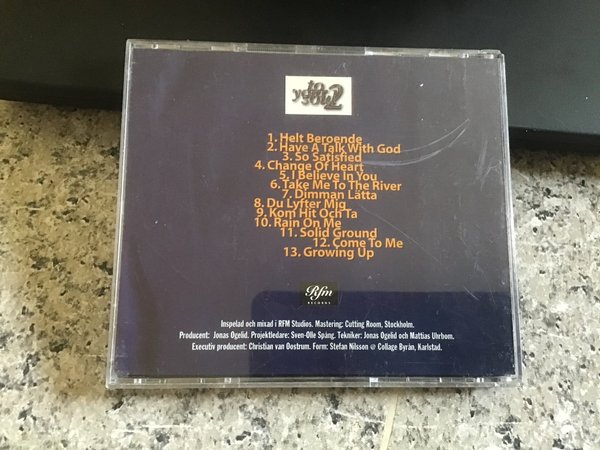 to
your 2
soul
1. Helt Beroende
2. Have A Talk With God
3. So Satisfied
4. Change Of Heart
5. I Believe In You
6. Take Me To The River
7. Dimman Lätta
8. Du Lyfter Mig
9. Kom Hit Och Ta
10. Rain On Me
11. Solid Ground
12. Come To Me
13. Growing Up
Rfm
RECORDS
Inspelad och mixad i RFM Studios. Mastering: Cutting Room, Stockholm.
Producent: Jonas Ogelid. Projektledare: Sven-Olle Spång. Tekniker: Jonas Ogelid och Mattias Uhrbom.
Executiv producent: Christian van Oostrum. Form: Stefan Nilsson @ Collage Byrån, Karlstad.